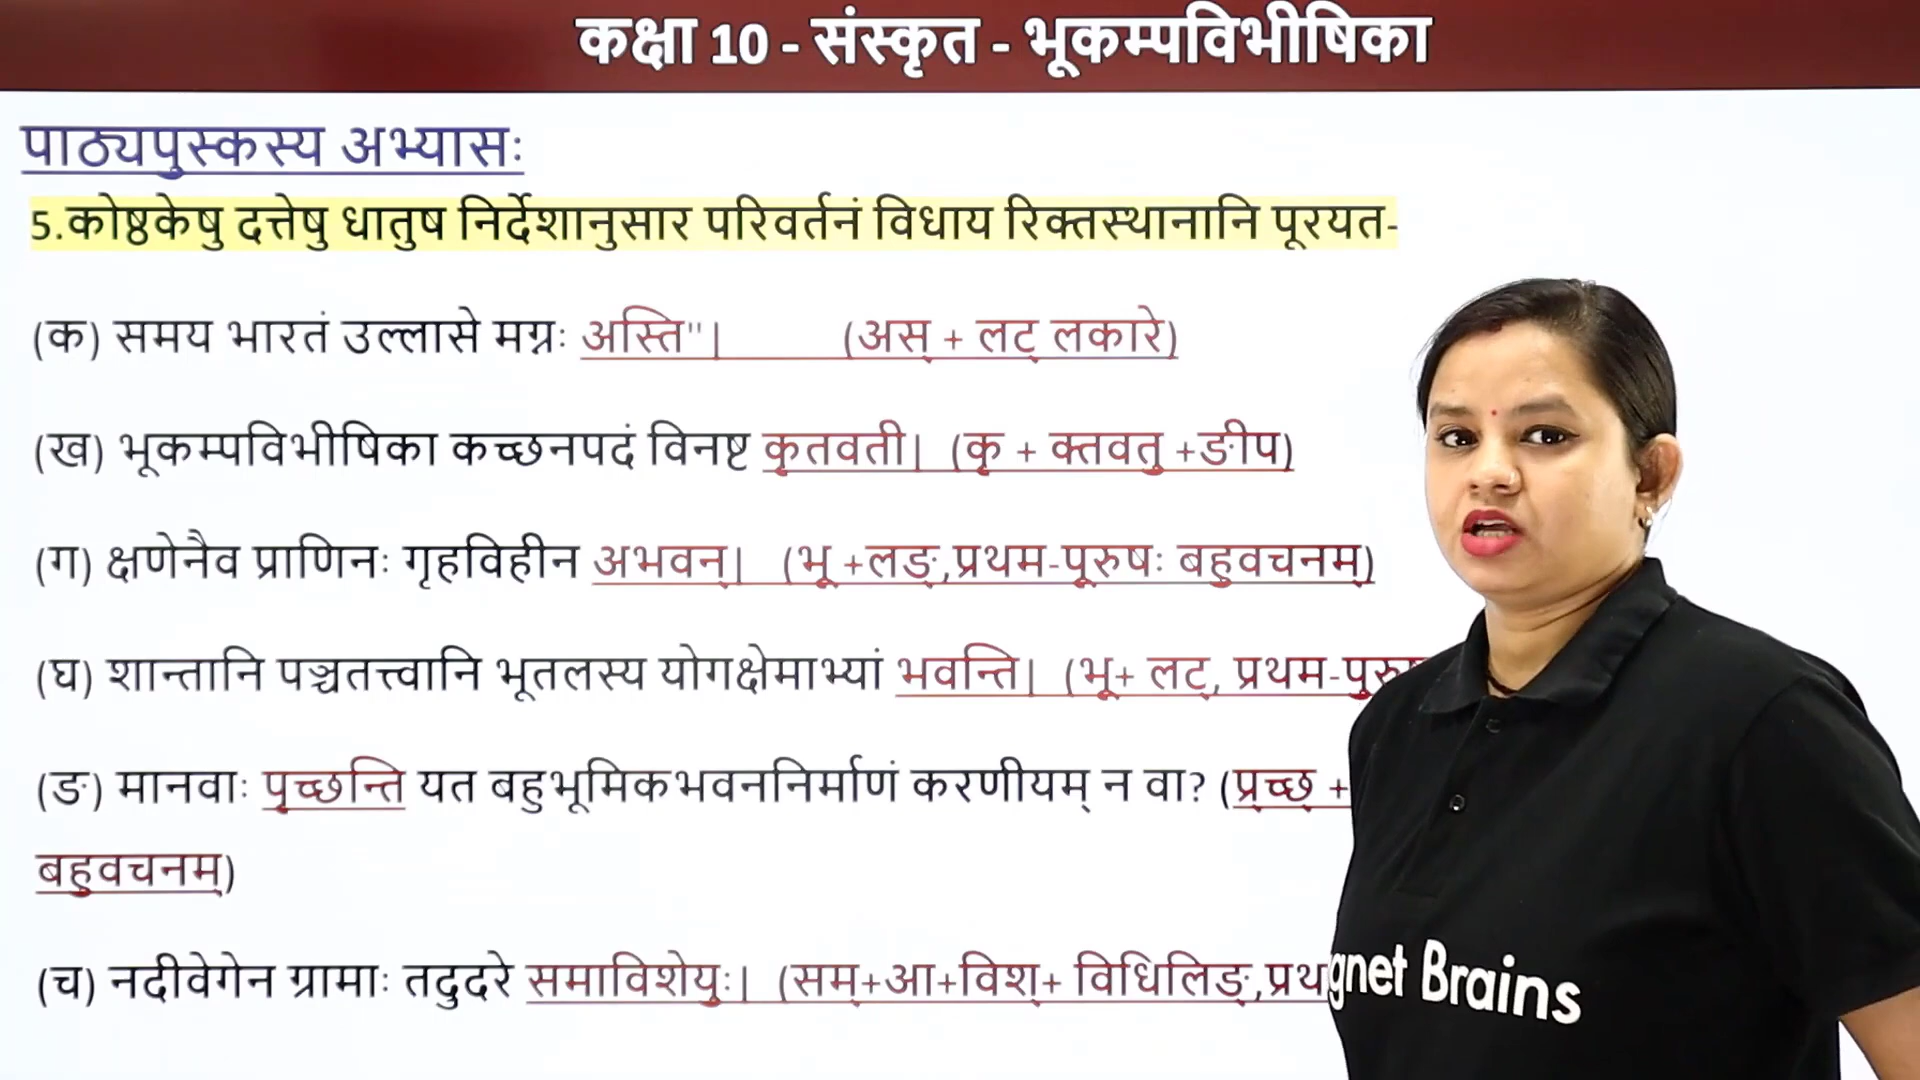 कक्षा 10 - संस्कृत - भूकम्पविभीषिका
पाठ्यपुस्कस्य अभ्यासः
5.कोष्ठकेषु दत्तेषु धातुष निर्देशानुसार परिवर्तनं विधाय रिक्तस्थानानि पूरयत-
(क) समय भारतं उल्लासे मग्नः अस्ति"| (अस् + लट् लकारे)
(ख) भूकम्पविभीषिका कच्छनपदं विनष्ट कृतवती| (कृ + क्तवतु +ङीप)
(ग) क्षणेनैव प्राणिनः गृहविहीन अभवन्| (भू +लङ्,प्रथम-पूरुषः बहुवचनम्)
(घ) शान्तानि पञ्चतत्त्वानि भूतलस्य योगक्षेमाभ्यां भवन्ति| (भू+ लट्, प्रथम-पुरु
(ङ) मानवाः पृच्छन्ति यत बहुभूमिकभवननिर्माणं करणीयम् न वा? (प्रच्छ् +
बहुवचनम्)
(च) नदीवेगेन ग्रामाः तदुदरे समाविशेयुः| (सम्+आ+विश्+ विधिलिङ्,प्रथ
gnet Brains